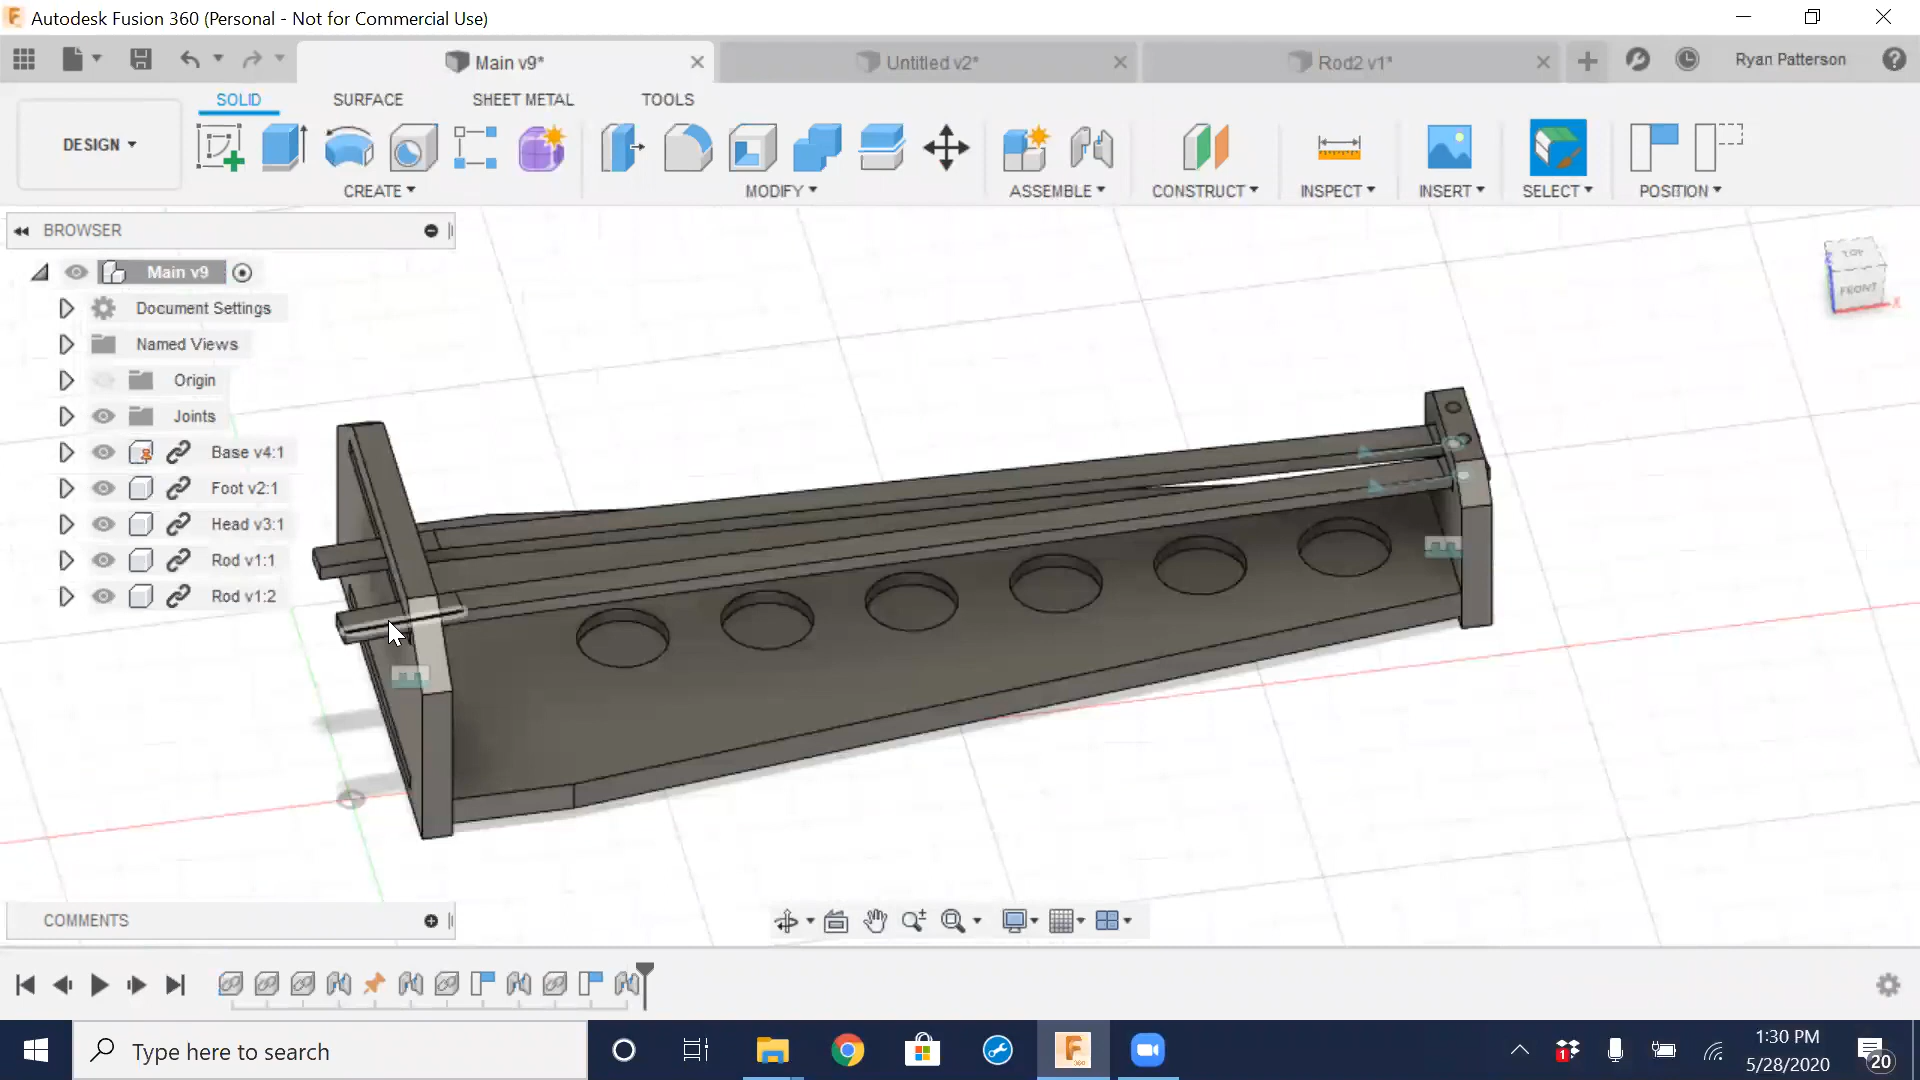 Autodesk Fusion 360 (Personal - Not for Commercial Use)
Main v9*
Untitled v2*
Rod2 v1*
Ryan Patterson
SOLID
SURFACE
SHEET METAL
TOOLS
DESIGN
CREATE
MODIFY
ASSEMBLE
CONSTRUCT
INSPECT
INSERT
SELECT
POSITION
BROWSER
Main v9
Document Settings
Named Views
Origin
Joints
Base v4:1
Foot v2:1
Head v3:1
Rod v1:1
Rod v1:2
TOP
FRONT
X
COMMENTS
Type here to search
F
360
1
1:30 PM
5/28/2020
20